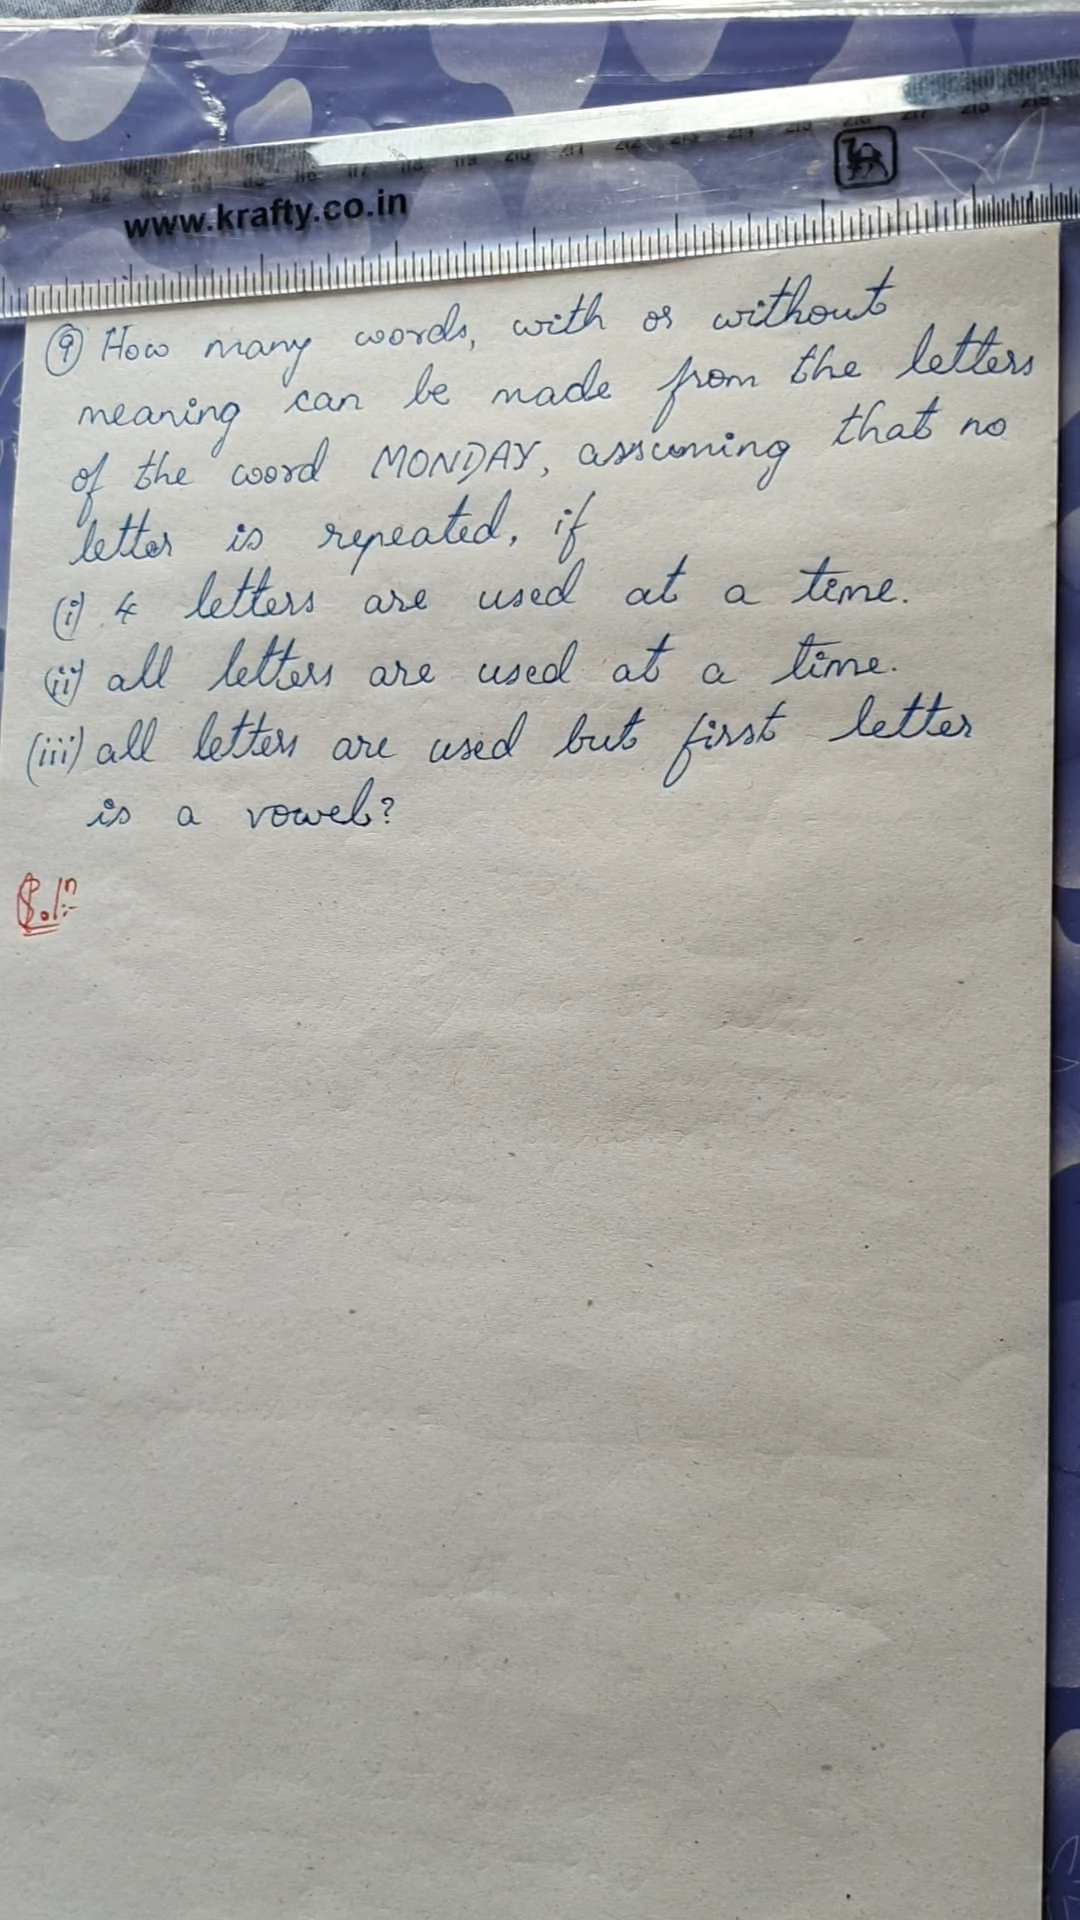 www.krafty.co.in
(9) How many words, with or without
meaning can be made from the letters
of the word MONDAY, assuming that no
letter is repeated, if
(i) 4 letters are used at a time.
(ii) all letters are used at a time.
(iii) all letters are used but first letter
is a vowel?
Sol.n:-